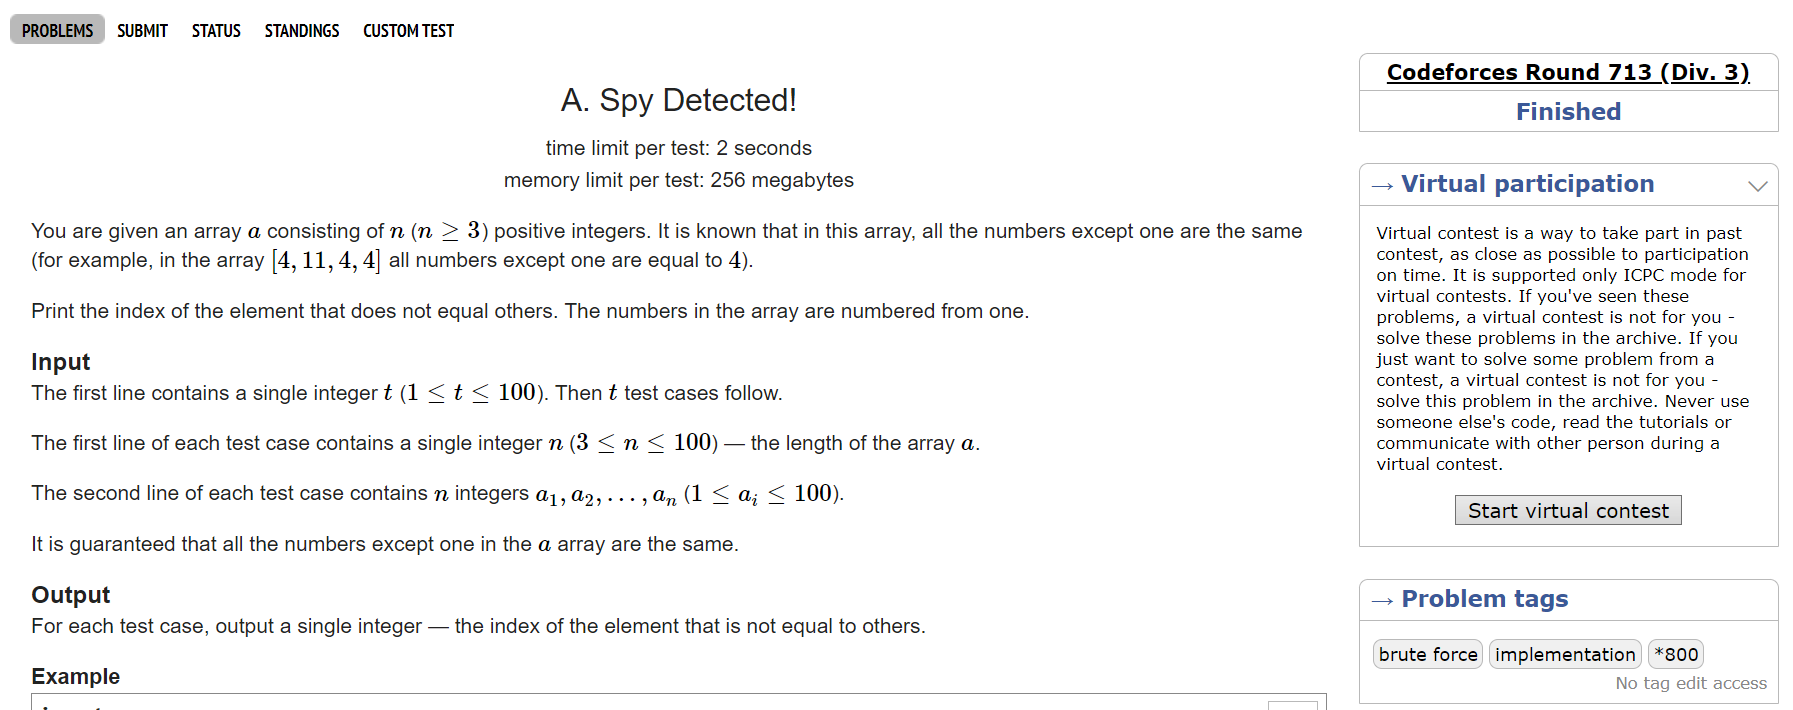 PROBLEMS SUBMIT STATUS STANDINGS CUSTOM TEST
A. Spy Detected!
time limit per test: 2 seconds
memory limit per test: 256 megabytes
You are given an array a consisting of n (n ≥ 3) positive integers. It is known that in this array, all the numbers except one are the same
(for example, in the array [4, 11, 4, 4] all numbers except one are equal to 4).
Print the index of the element that does not equal others. The numbers in the array are numbered from one.
Input
The first line contains a single integer t (1 ≤ t ≤ 100). Then t test cases follow.
The first line of each test case contains a single integer n (3 ≤ n ≤ 100) — the length of the array a.
The second line of each test case contains n integers a₁, a₂, . . . , aₙ (1 ≤ aᵢ ≤ 100).
It is guaranteed that all the numbers except one in the a array are the same.
Output
For each test case, output a single integer — the index of the element that is not equal to others.
Example
Codeforces Round 713 (Div. 3)
Finished
→ Virtual participation
Virtual contest is a way to take part in past
contest, as close as possible to participation
on time. It is supported only ICPC mode for
virtual contests. If you've seen these
problems, a virtual contest is not for you -
solve these problems in the archive. If you
just want to solve some problem from a
contest, a virtual contest is not for you -
solve this problem in the archive. Never use
someone else's code, read the tutorials or
communicate with other person during a
virtual contest.
Start virtual contest
→ Problem tags
brute force implementation *800
No tag edit access